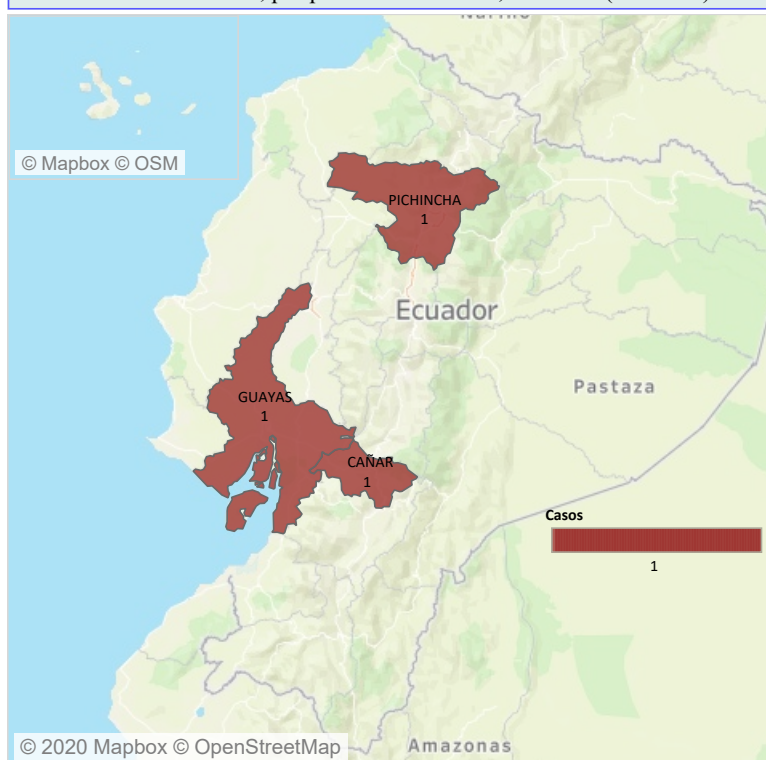 © Mapbox © OSM
PICHINCHA
1
Ecuador
Pastaza
GUAYAS
1
CAÑAR
1
Casos
1
© 2020 Mapbox © OpenStreetMap
Amazonas